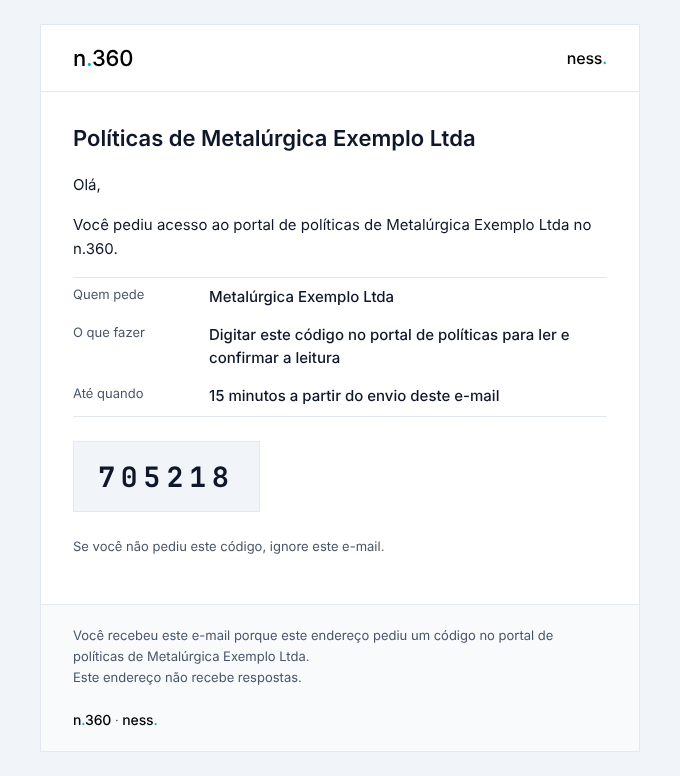 n.360
ness.
Políticas de Metalúrgica Exemplo Ltda
Olá,
Você pediu acesso ao portal de políticas de Metalúrgica Exemplo Ltda no
n.360.
Quem pede
Metalúrgica Exemplo Ltda
O que fazer
Digitar este código no portal de políticas para ler e
confirmar a leitura
Até quando
15 minutos a partir do envio deste e-mail
705218
Se você não pediu este código, ignore este e-mail.
Você recebeu este e-mail porque este endereço pediu um código no portal de
políticas de Metalúrgica Exemplo Ltda.
Este endereço não recebe respostas.
n.360 · ness.